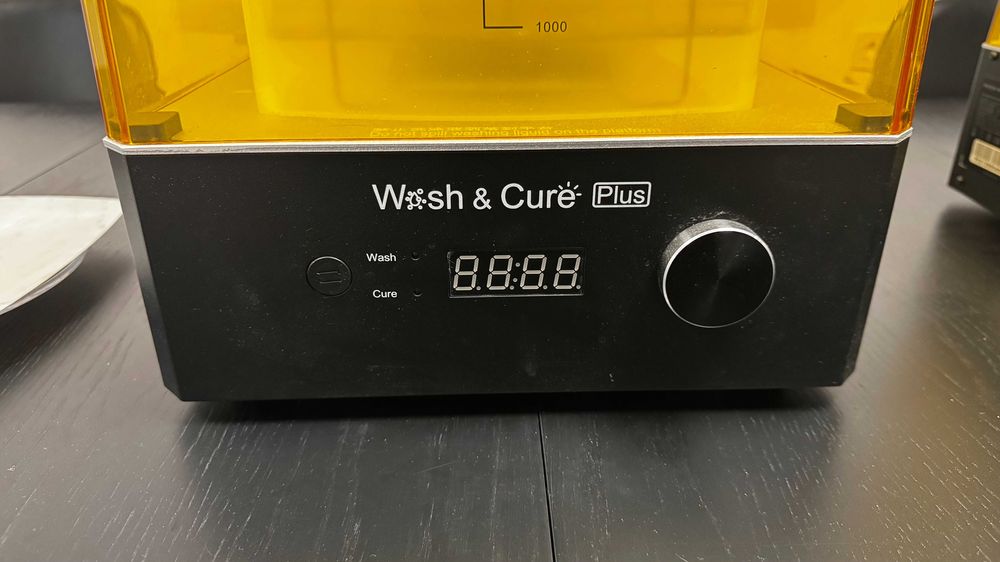 1000
Do not spill washing liquid on the platform
Wash & Cure Plus
Wash
Cure
88:88